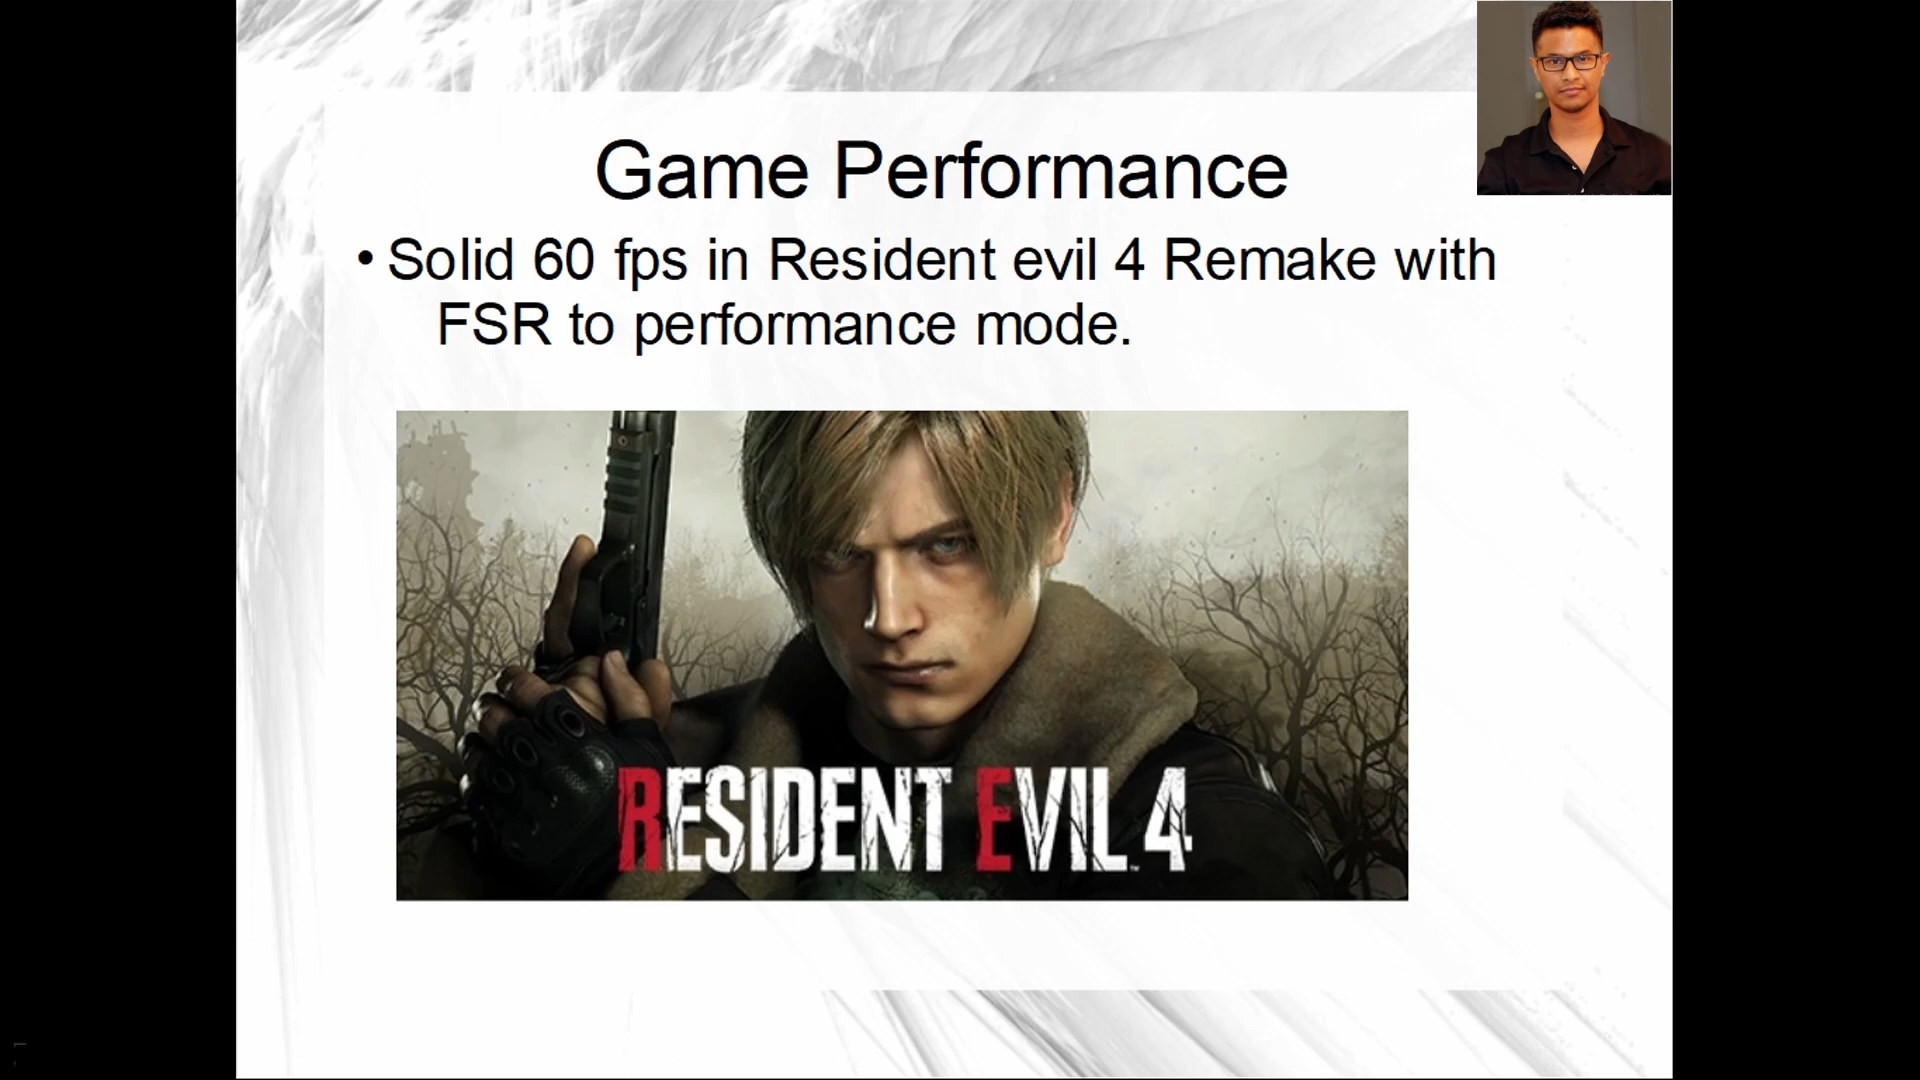 Game Performance
• Solid 60 fps in Resident evil 4 Remake with
FSR to performance mode.
RESIDENT EVIL 4